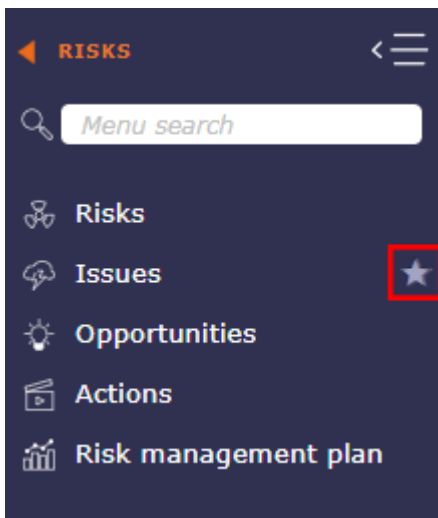 RISKS
Menu search
Risks
Issues
Opportunities
Actions
Risk management plan